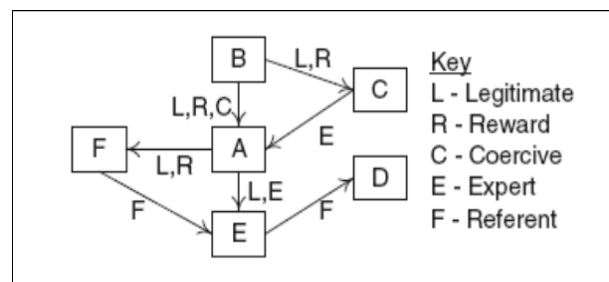 B
L,R
C
Key
L - Legitimate
R - Reward
C - Coercive
E - Expert
F - Referent
L,R,C
E
F
A
L,R
D
L,E
F
F
E